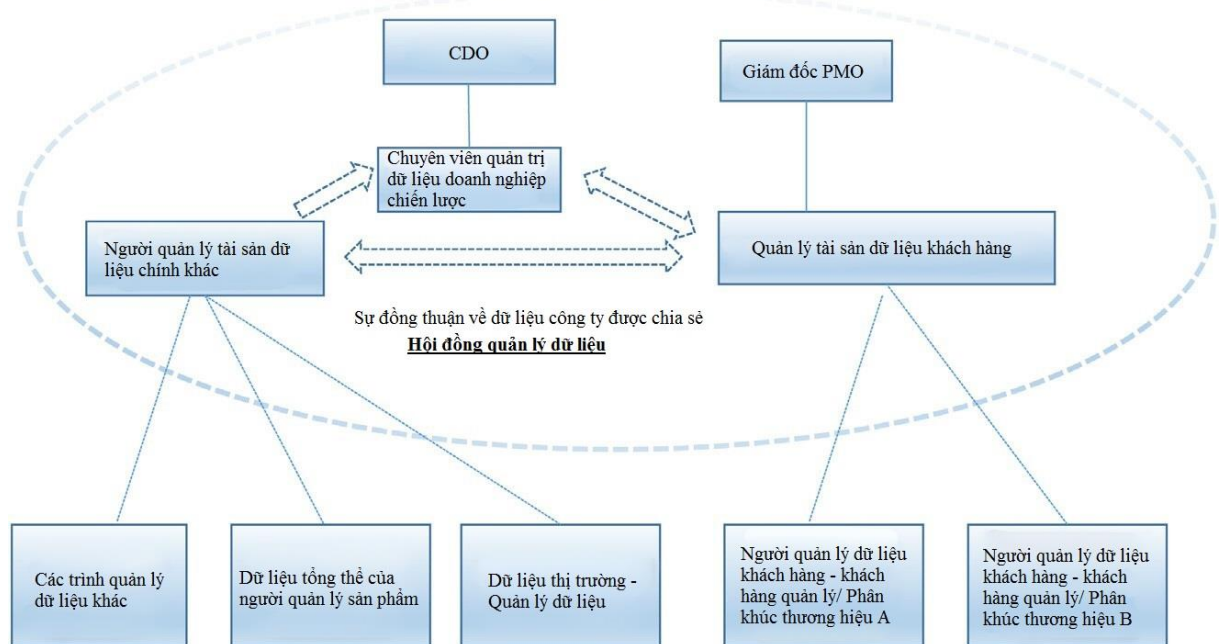 CDO
Giám đốc PMO
Chuyên viên quản trị
dữ liệu doanh nghiệp
chiến lược
Người quản lý tài sản dữ
liệu chính khác
Quản lý tài sản dữ liệu khách hàng
Sự đồng thuận về dữ liệu công ty được chia sẻ
Hội đồng quản lý dữ liệu
Các trình quản lý
dữ liệu khác
Dữ liệu tổng thể của
người quản lý sản phẩm
Dữ liệu thị trường -
Quản lý dữ liệu
Người quản lý dữ liệu
khách hàng - khách
hàng quản lý/ Phân
khúc thương hiệu A
Người quản lý dữ liệu
khách hàng - khách
hàng quản lý/ Phân
khúc thương hiệu B